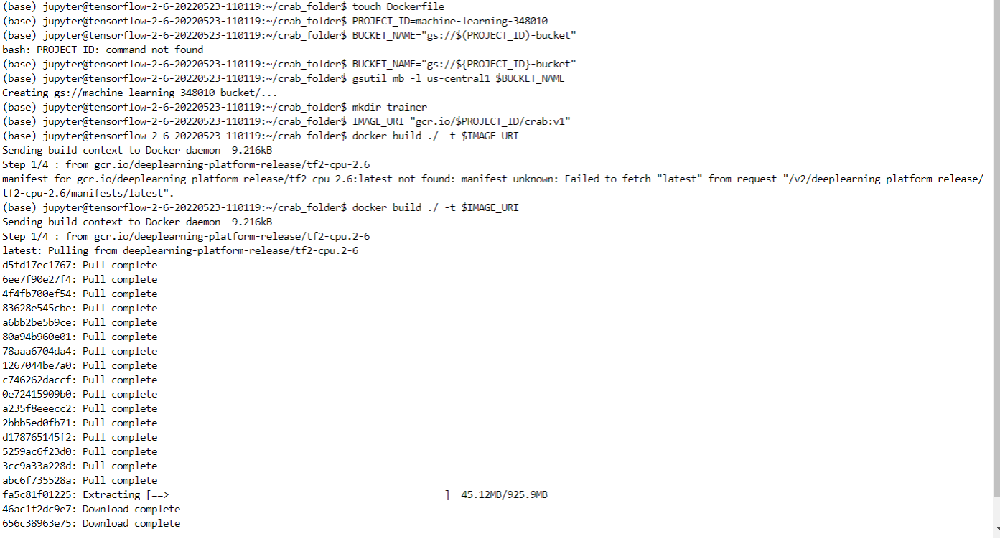 (base) jupyter@tensorflow-2-6-20220523-110119:~/crab_folder$ touch Dockerfile
(base) jupyter@tensorflow-2-6-20220523-110119:~/crab_folder$ PROJECT_ID=machine-learning-348010
(base) jupyter@tensorflow-2-6-20220523-110119:~/crab_folder$ BUCKET_NAME="gs://$(PROJECT_ID)-bucket"
bash: PROJECT_ID: command not found
(base) jupyter@tensorflow-2-6-20220523-110119:~/crab_folder$ BUCKET_NAME="gs://${PROJECT_ID}-bucket"
(base) jupyter@tensorflow-2-6-20220523-110119:~/crab_folder$ gsutil mb -l us-central1 $BUCKET_NAME
Creating gs://machine-learning-348010-bucket/...
(base) jupyter@tensorflow-2-6-20220523-110119:~/crab_folder$ mkdir trainer
(base) jupyter@tensorflow-2-6-20220523-110119:~/crab_folder$ IMAGE_URI="gcr.io/$PROJECT_ID/crab:v1"
(base) jupyter@tensorflow-2-6-20220523-110119:~/crab_folder$ docker build ./ -t $IMAGE_URI
Sending build context to Docker daemon  9.216kB
Step 1/4 : from gcr.io/deeplearning-platform-release/tf2-cpu-2.6
manifest for gcr.io/deeplearning-platform-release/tf2-cpu-2.6:latest not found: manifest unknown: Failed to fetch "latest" from request "/v2/deeplearning-platform-release/
tf2-cpu-2.6/manifests/latest".
(base) jupyter@tensorflow-2-6-20220523-110119:~/crab_folder$ docker build ./ -t $IMAGE_URI
Sending build context to Docker daemon  9.216kB
Step 1/4 : from gcr.io/deeplearning-platform-release/tf2-cpu.2-6
latest: Pulling from deeplearning-platform-release/tf2-cpu.2-6
d5fd17ec1767: Pull complete
6ee7f90e27f4: Pull complete
4f4fb700ef54: Pull complete
83628e545cbe: Pull complete
a6bb2be5b9ce: Pull complete
80a94b960e01: Pull complete
78aaa6704da4: Pull complete
1267044be7a0: Pull complete
c746262daccf: Pull complete
0e72415909b0: Pull complete
a235f8eeecc2: Pull complete
2bbb5ed0fb71: Pull complete
d178765145f2: Pull complete
5259ac6f23d0: Pull complete
3cc9a33a228d: Pull complete
abc6f735528a: Pull complete
fa5c81f01225: Extracting [==>                                                ]  45.12MB/925.9MB
46ac1f2dc9e7: Download complete
656c38963e75: Download complete